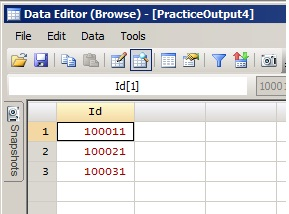 Data Editor (Browse) - [PracticeOutput4]
File Edit Data Tools
Id[1]
Snapshots
Id
1 100011
2 100021
3 100031